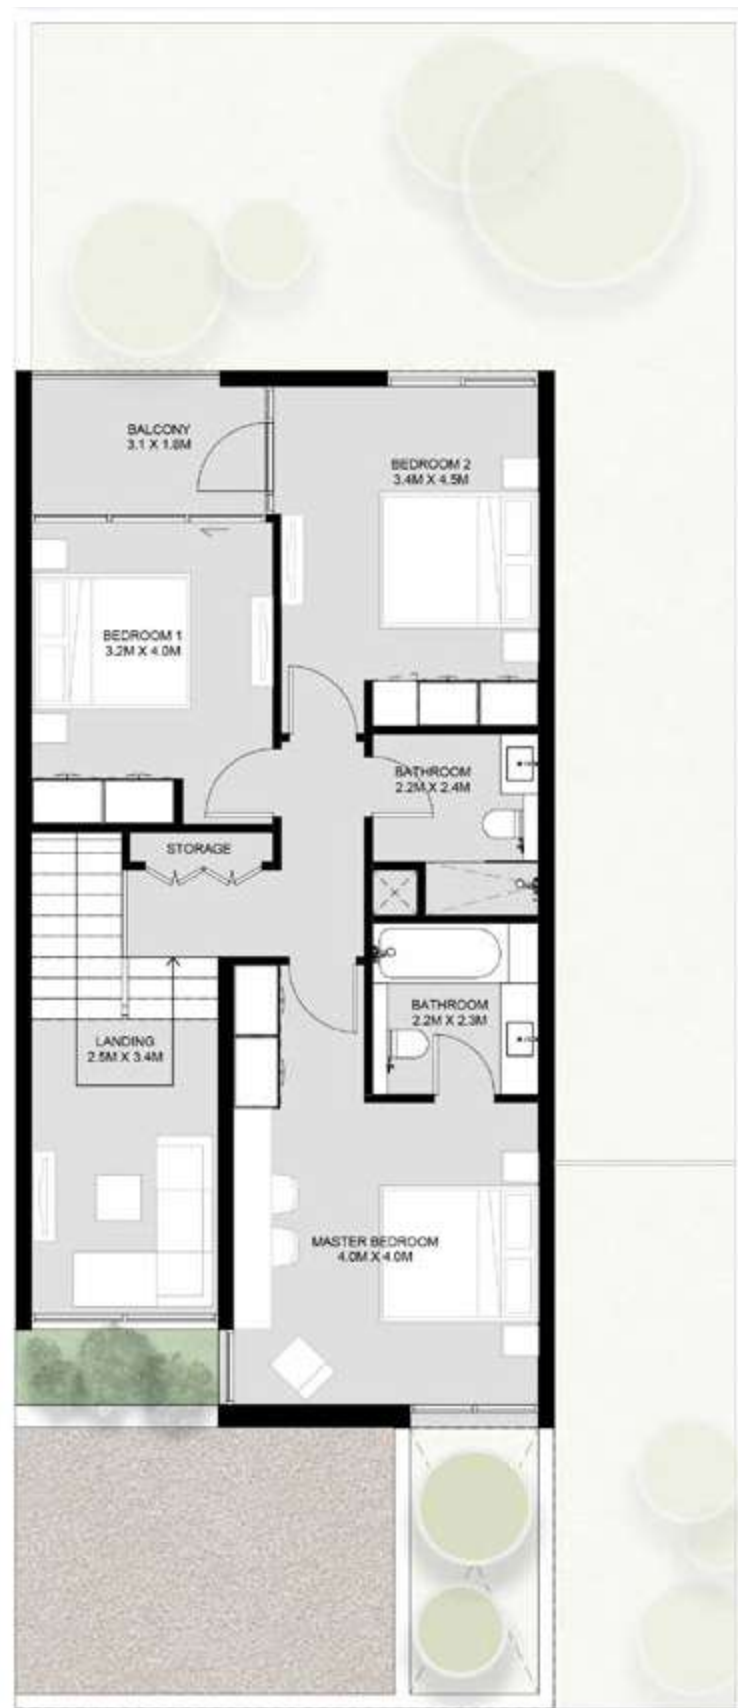 BALCONY
3.1 X 1.8M
BEDROOM 2
3.4M X 4.5M
BEDROOM 1
3.2M X 4.0M
BATHROOM
2.2M X 2.4M
STORAGE
BATHROOM
2.2M X 2.3M
LANDING
2.5M X 3.4M
MASTER BEDROOM
4.0M X 4.0M